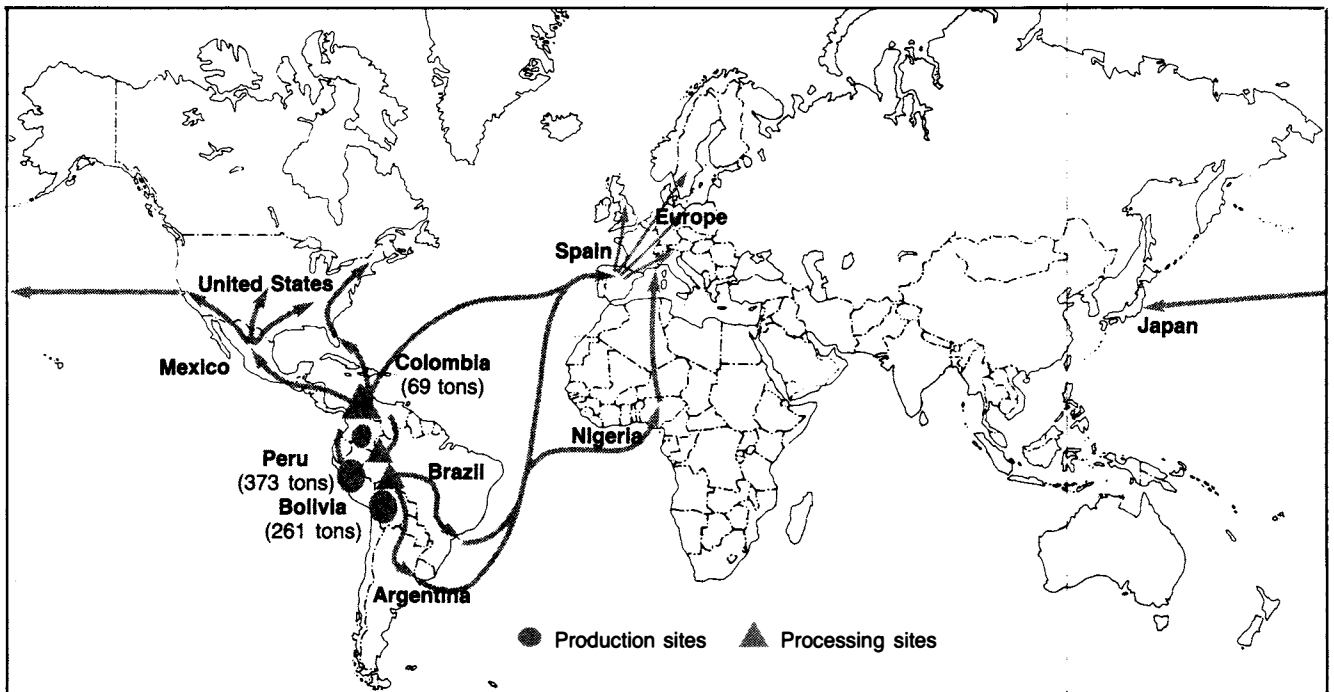 Europe
Spain
United States
Japan
Mexico
Colombia
(69 tons)
Nigeria
Peru
(373 tons)
Brazil
Bolivia
(261 tons)
Argentina
Production sites
Processing sites